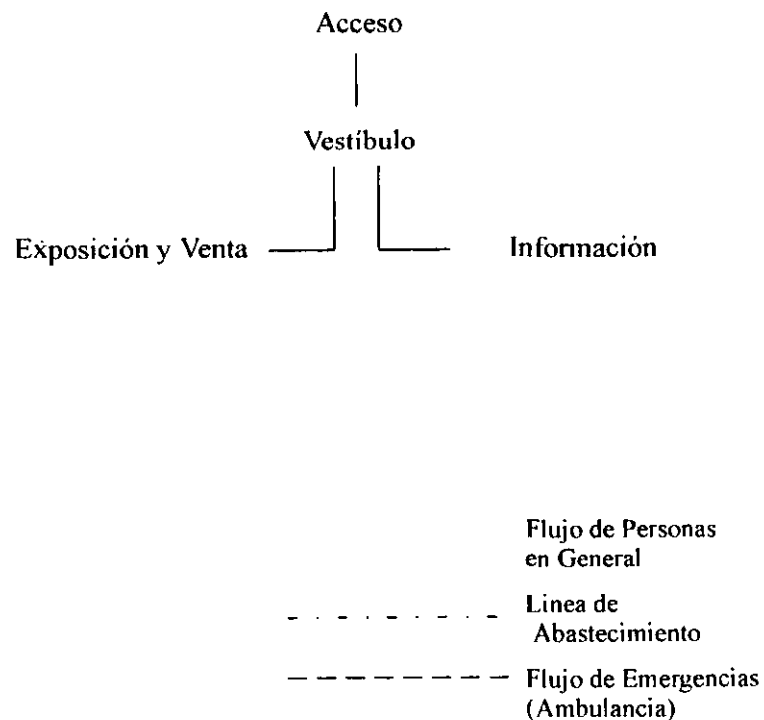 Acceso
Vestíbulo
Exposición y Venta
Información
Flujo de Personas
en General
Linea de
Abastecimiento
Flujo de Emergencias
(Ambulancia)